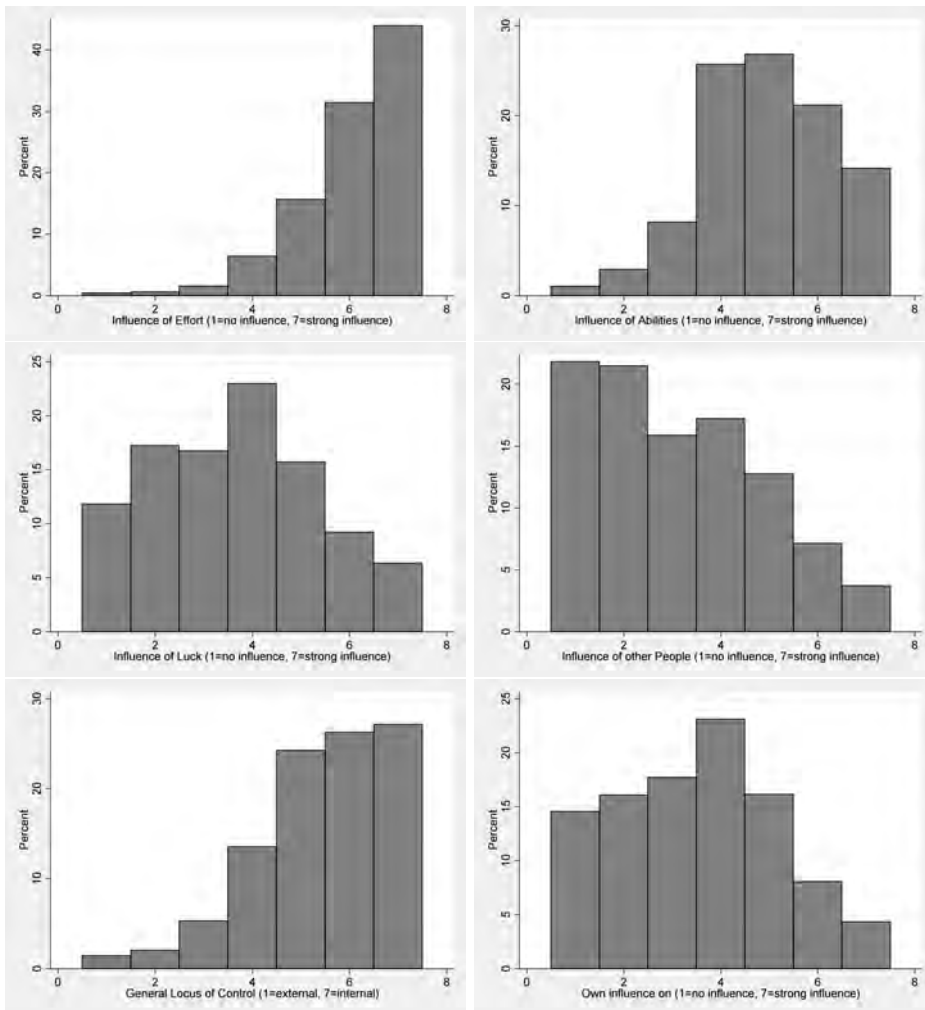 Percent
40
30
20
10
0
0 2 4 6 8
Influence of Effort (1=no influence, 7=strong influence)
Percent
30
20
10
0
0 2 4 6 8
Influence of Abilities (1=no influence, 7=strong influence)
Percent
25
20
15
10
5
0
0 2 4 6 8
Influence of Luck (1=no influence, 7=strong influence)
Percent
20
15
10
5
0
0 2 4 6 8
Influence of other People (1=no influence, 7=strong influence)
Percent
30
20
10
0
0 2 4 6 8
General Locus of Control (1=external, 7=internal)
Percent
25
20
15
10
5
0
0 2 4 6 8
Own influence on (1=no influence, 7=strong influence)